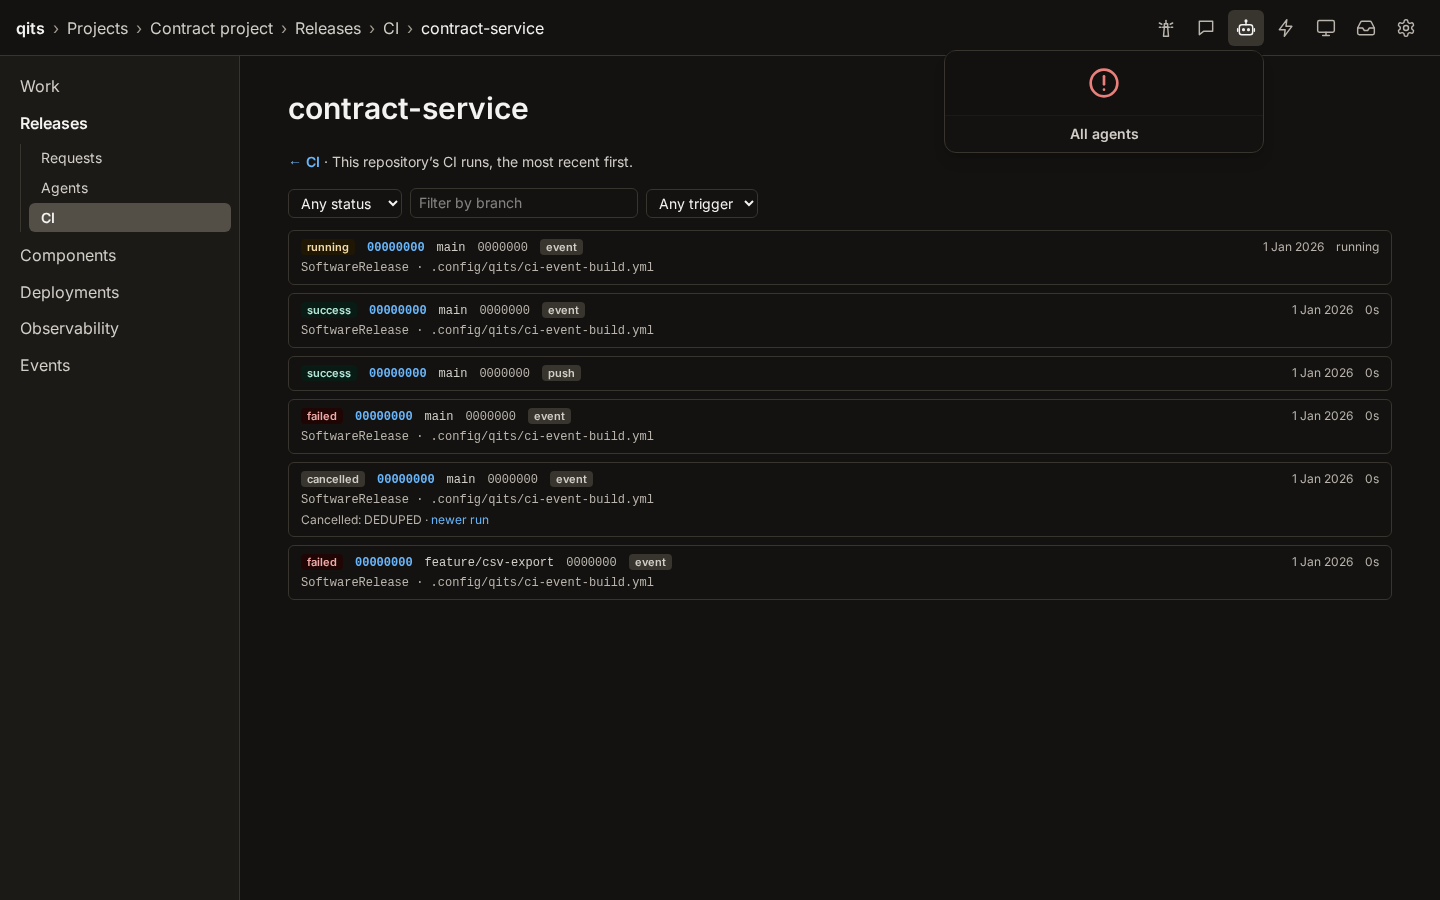 qits › Projects › Contract project › Releases › CI › contract-service
All agents
Work
Releases
Requests
Agents
CI
Components
Deployments
Observability
Events
contract-service
← CI · This repository’s CI runs, the most recent first.
Any status Filter by branch Any trigger
running 00000000 main 0000000 event 1 Jan 2026 running
SoftwareRelease · .config/qits/ci-event-build.yml
success 00000000 main 0000000 event 1 Jan 2026 0s
SoftwareRelease · .config/qits/ci-event-build.yml
success 00000000 main 0000000 push 1 Jan 2026 0s
failed 00000000 main 0000000 event 1 Jan 2026 0s
SoftwareRelease · .config/qits/ci-event-build.yml
cancelled 00000000 main 0000000 event 1 Jan 2026 0s
SoftwareRelease · .config/qits/ci-event-build.yml
Cancelled: DEDUPED · newer run
failed 00000000 feature/csv-export 0000000 event 1 Jan 2026 0s
SoftwareRelease · .config/qits/ci-event-build.yml